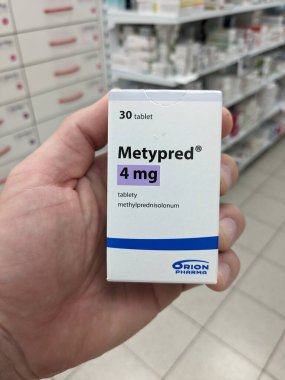 30 tablet
Metypred®
4 mg
tablety
methylprednisolonum
ORION
PHARMA